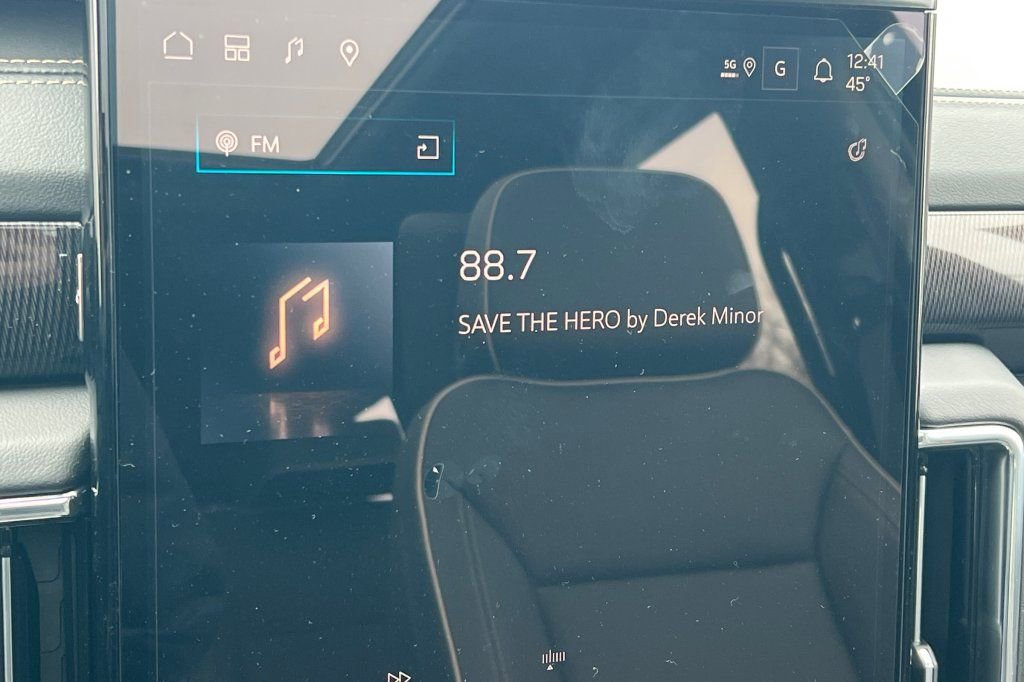 5G
G
12:41
45°
FM
88.7
SAVE THE HERO by Derek Minor